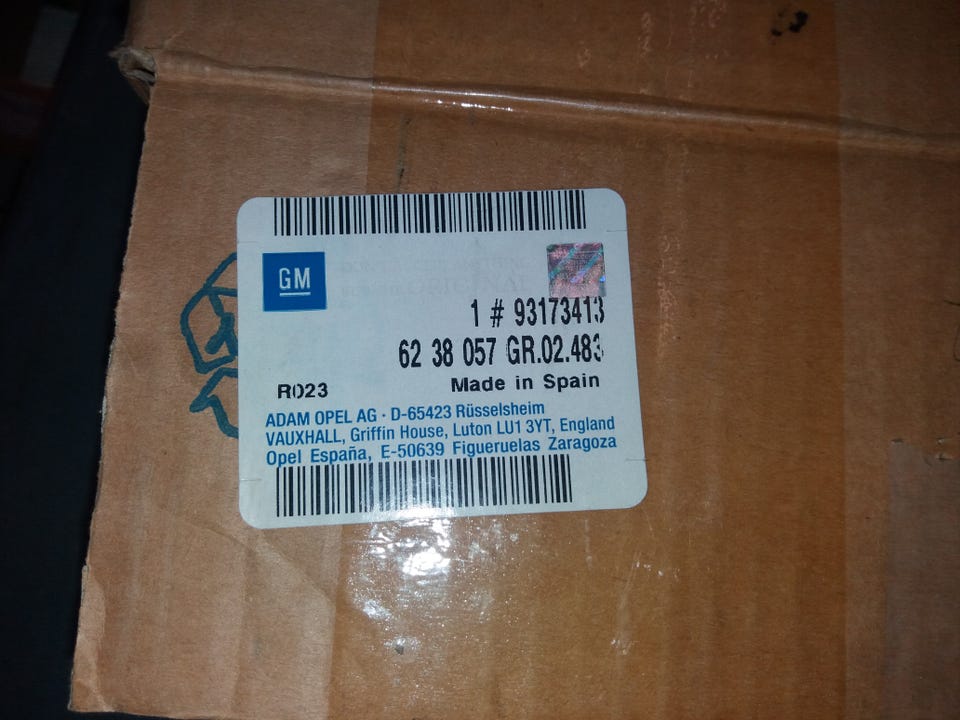 GM
ORIGINAL
1 # 93173413
62 38 057 GR.02.483
R023
Made in Spain
ADAM OPEL AG · D-65423 Rüsselsheim
VAUXHALL, Griffin House, Luton LU1 3YT, England
Opel España, E-50639 Figueruelas Zaragoza